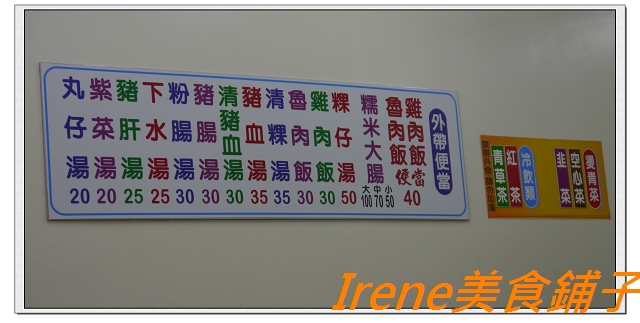 外帶便當
雞肉飯
魯肉飯
便當
40
糯米大腸
大 中 小
100 70 50
粿仔湯 50
雞肉飯 30
魯肉飯 30
清粿湯 35
豬血湯 35
清豬血湯 30
豬腸湯 30
粉腸湯 30
下水湯 25
豬肝湯 25
紫菜湯 20
丸仔湯 20
燙青菜
空心菜
韭菜
冷飲類
紅茶
青草茶
Irene美食鋪子